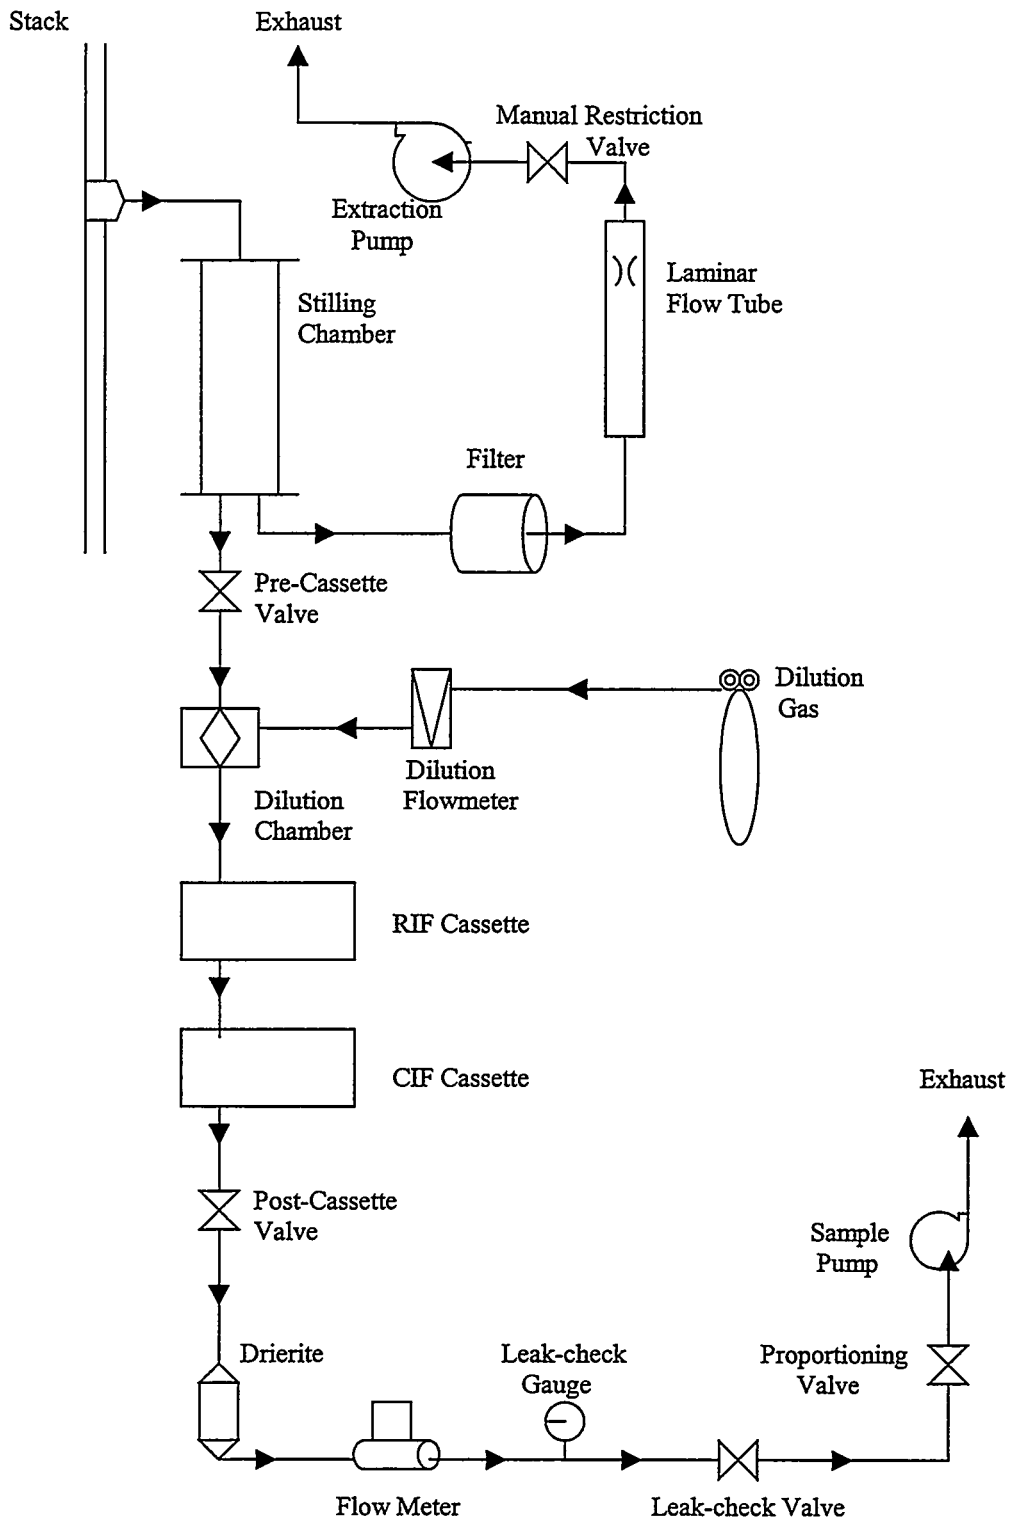 Stack
Exhaust
Manual Restriction
Valve
Extraction
Pump
Laminar
Flow Tube
Stilling
Chamber
Filter
Pre-Cassette
Valve
Dilution
Gas
Dilution
Flowmeter
Dilution
Chamber
RIF Cassette
CIF Cassette
Exhaust
Post-Cassette
Valve
Sample
Pump
Drierite
Leak-check
Gauge
Proportioning
Valve
Flow Meter
Leak-check Valve